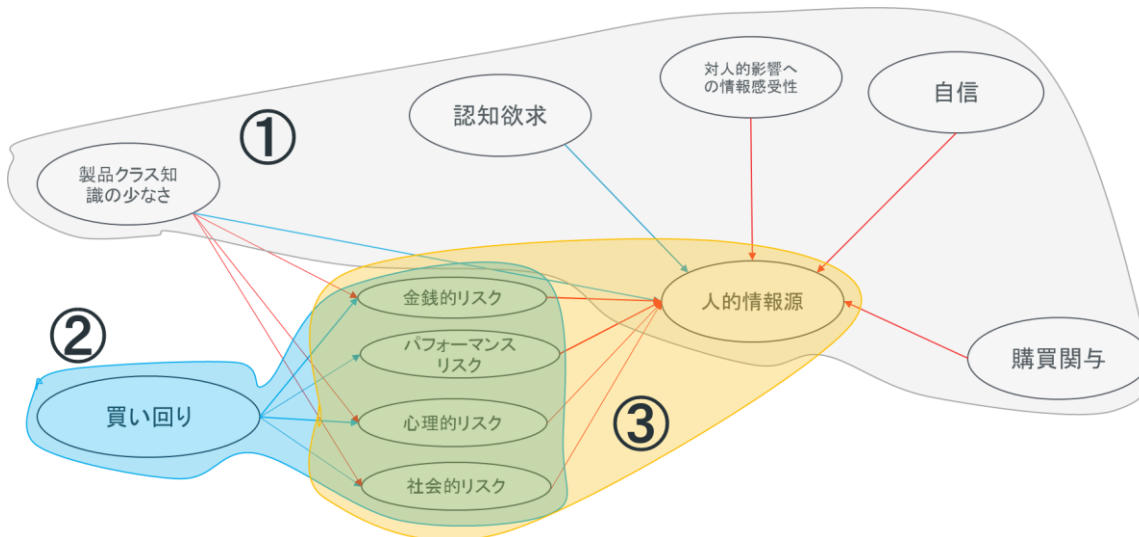 対人的影響へ
の情報感受性
自信
認知欲求
①
製品クラス知
識の少なさ
金銭的リスク
人的情報源
②
パフォーマンス
リスク
購買関与
買い回り
心理的リスク
③
社会的リスク